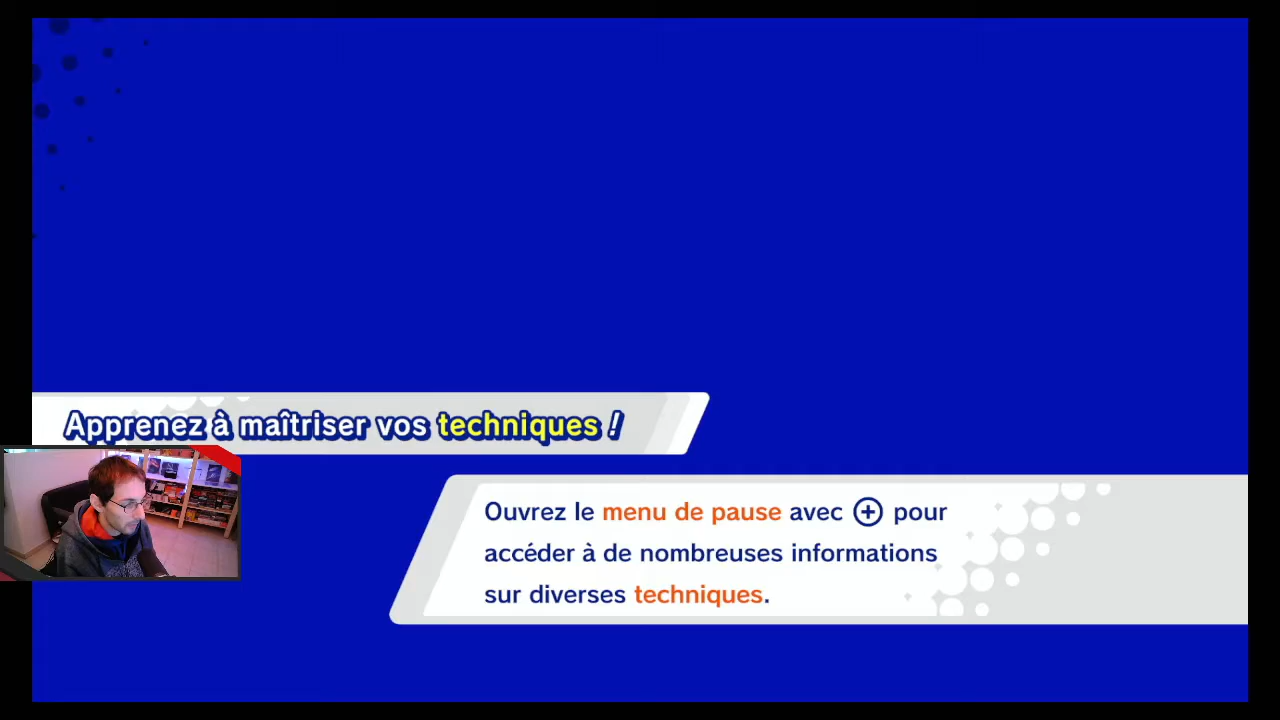 Apprenez à maîtriser vos techniques !
Ouvrez le menu de pause avec + pour
accéder à de nombreuses informations
sur diverses techniques.